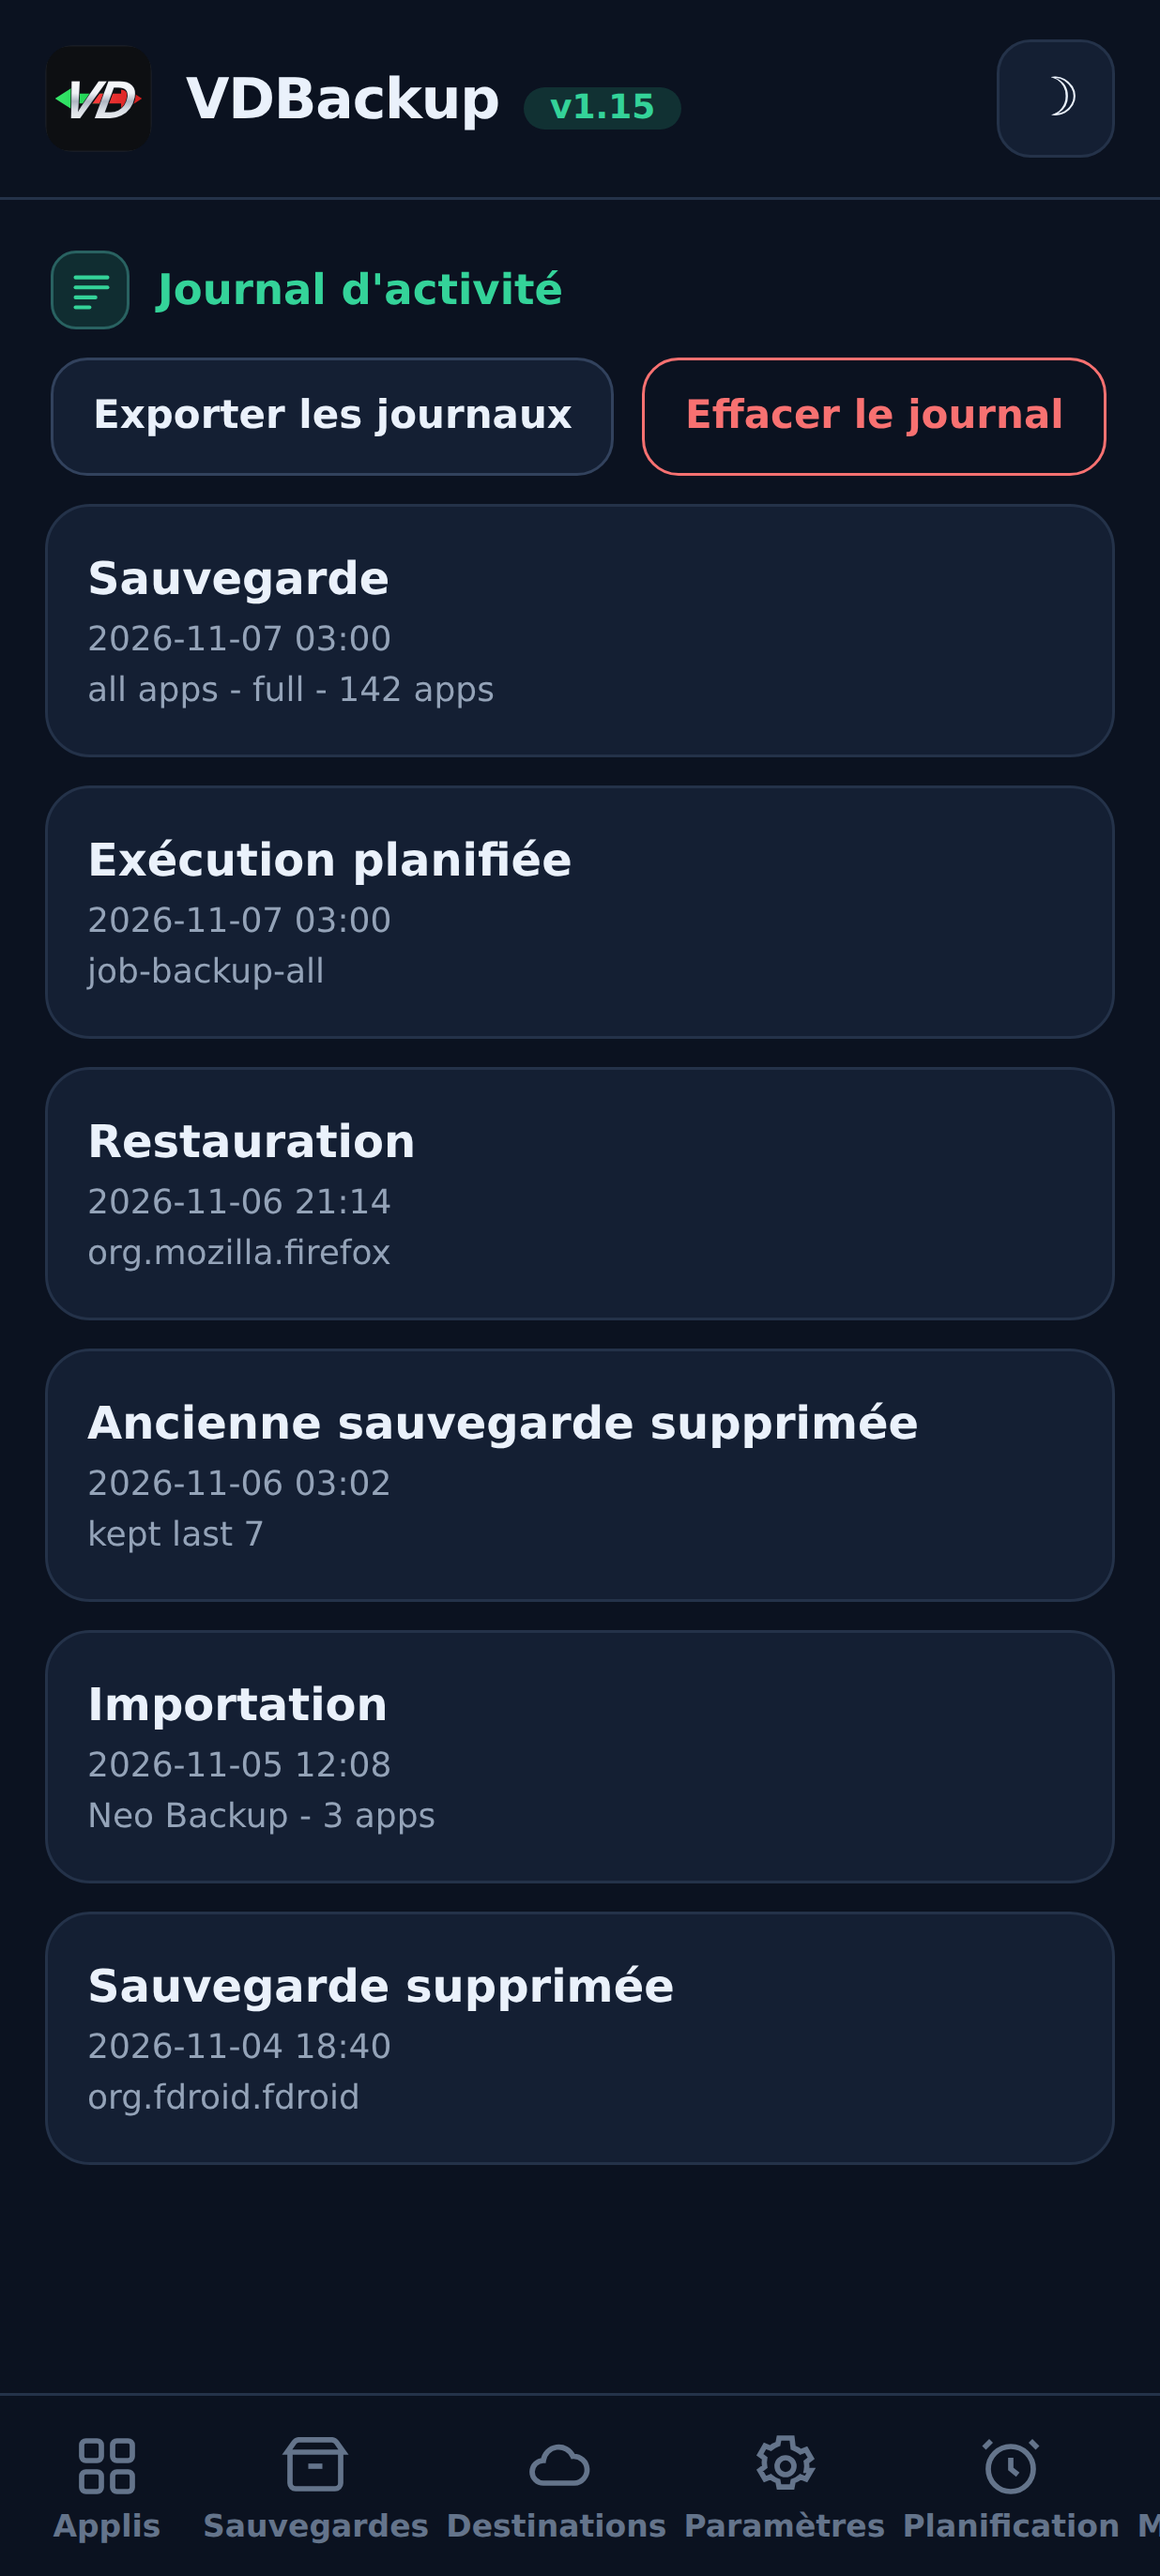 VD
VDBackup v1.15
Journal d'activité
Exporter les journaux
Effacer le journal
Sauvegarde
2026-11-07 03:00
all apps - full - 142 apps
Exécution planifiée
2026-11-07 03:00
job-backup-all
Restauration
2026-11-06 21:14
org.mozilla.firefox
Ancienne sauvegarde supprimée
2026-11-06 03:02
kept last 7
Importation
2026-11-05 12:08
Neo Backup - 3 apps
Sauvegarde supprimée
2026-11-04 18:40
org.fdroid.fdroid
Applis Sauvegardes Destinations Paramètres Planification